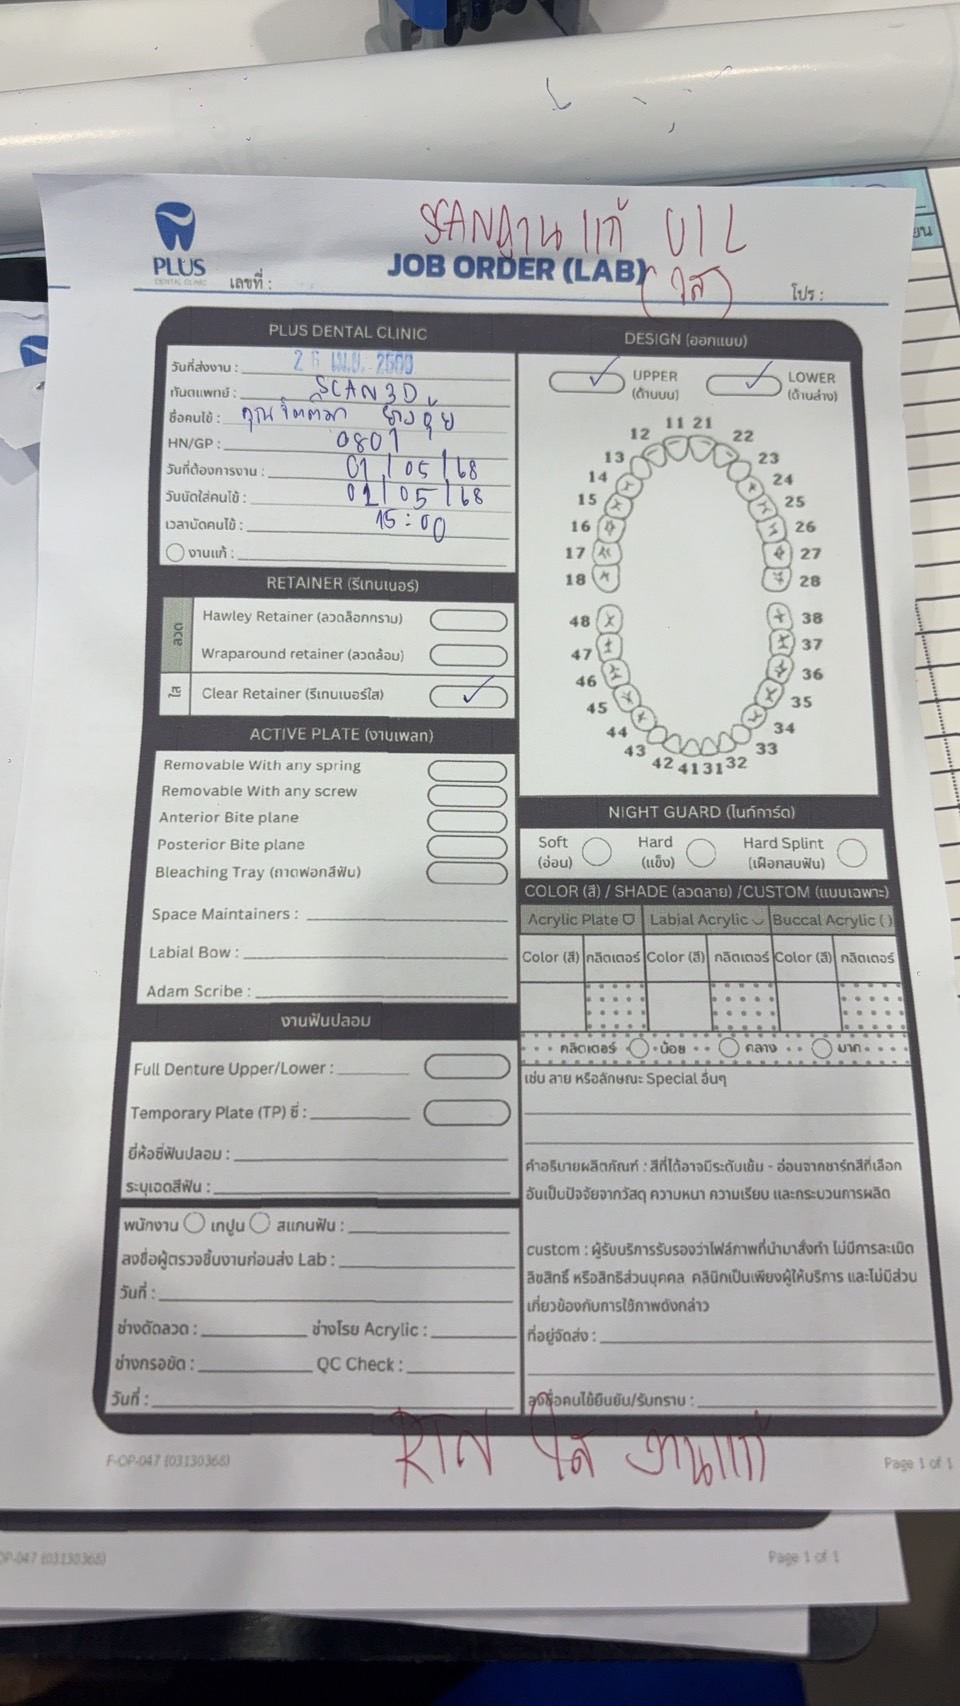 SCAN งาน แก้ U/L
(ใส)
PLUS
DENTAL CLINIC
เลขที่ :
JOB ORDER (LAB)
โปร :
PLUS DENTAL CLINIC
วันที่ส่งงาน :
ทันตแพทย์ : SCAN 3D
ชื่อคนไข้ : คุณ
HN/GP : 0801
วันที่ต้องการงาน : 01/05/68
วันนัดใส่คนไข้ : 01/05/68
เวลานัดคนไข้ : 15:00
งานแก้ :
RETAINER (รีเทนเนอร์)
ลวด
Hawley Retainer (ลวดล็อกกราม)
Wraparound retainer (ลวดล้อม)
ใส
Clear Retainer (รีเทนเนอร์ใส)
ACTIVE PLATE (งานเพลท)
Removable With any spring
Removable With any screw
Anterior Bite plane
Posterior Bite plane
Bleaching Tray (ถาดฟอกสีฟัน)
Space Maintainers :
Labial Bow :
Adam Scribe :
งานฟันปลอม
Full Denture Upper/Lower :
Temporary Plate (TP) ซี่ :
ยี่ห้อซี่ฟันปลอม :
ระบุเฉดสีฟัน :
พนักงาน เทปูน สแกนฟัน :
ลงชื่อผู้ตรวจชิ้นงานก่อนส่ง Lab :
วันที่ :
ช่างดัดลวด : ช่างโรย Acrylic :
ช่างกรอขัด : QC Check :
วันที่ :
DESIGN (ออกแบบ)
UPPER
(ด้านบน)
LOWER
(ด้านล่าง)
11 21
12 22
13 23
14 24
15 25
16 26
17 27
18 28
48 38
47 37
46 36
45 35
44 34
43 33
42 41 31 32
NIGHT GUARD (ไนท์การ์ด)
Soft
(อ่อน)
Hard
(แข็ง)
Hard Splint
(เฝือกสบฟัน)
COLOR (สี) / SHADE (ลวดลาย) /CUSTOM (แบบเฉพาะ)
Acrylic Plate Labial Acrylic Buccal Acrylic ( )
Color (สี) กลิตเตอร์ Color (สี) กลิตเตอร์ Color (สี) กลิตเตอร์
กลิตเตอร์ น้อย กลาง มาก
เช่น ลาย หรือลักษณะ Special อื่นๆ
คำอธิบายผลิตภัณฑ์ : สีที่ได้อาจมีระดับเข้ม - อ่อนจากชาร์ทสีที่เลือก
อันเป็นปัจจัยจากวัสดุ ความหนา ความเรียบ และกระบวนการผลิต
custom : ผู้รับบริการรับรองว่าไฟล์ภาพที่นำมาสั่งทำ ไม่มีการละเมิด
ลิขสิทธิ์ หรือสิทธิส่วนบุคคล คลินิกเป็นเพียงผู้ให้บริการ และไม่มีส่วน
เกี่ยวข้องกับการใช้ภาพดังกล่าว
ที่อยู่จัดส่ง :
ลงชื่อคนไข้ยืนยัน/รับทราบ :
RTN ใส งานแก้
F-OP-047 (03130368)
Page 1 of 1
OP-047 (03130368)
Page 1 of 1